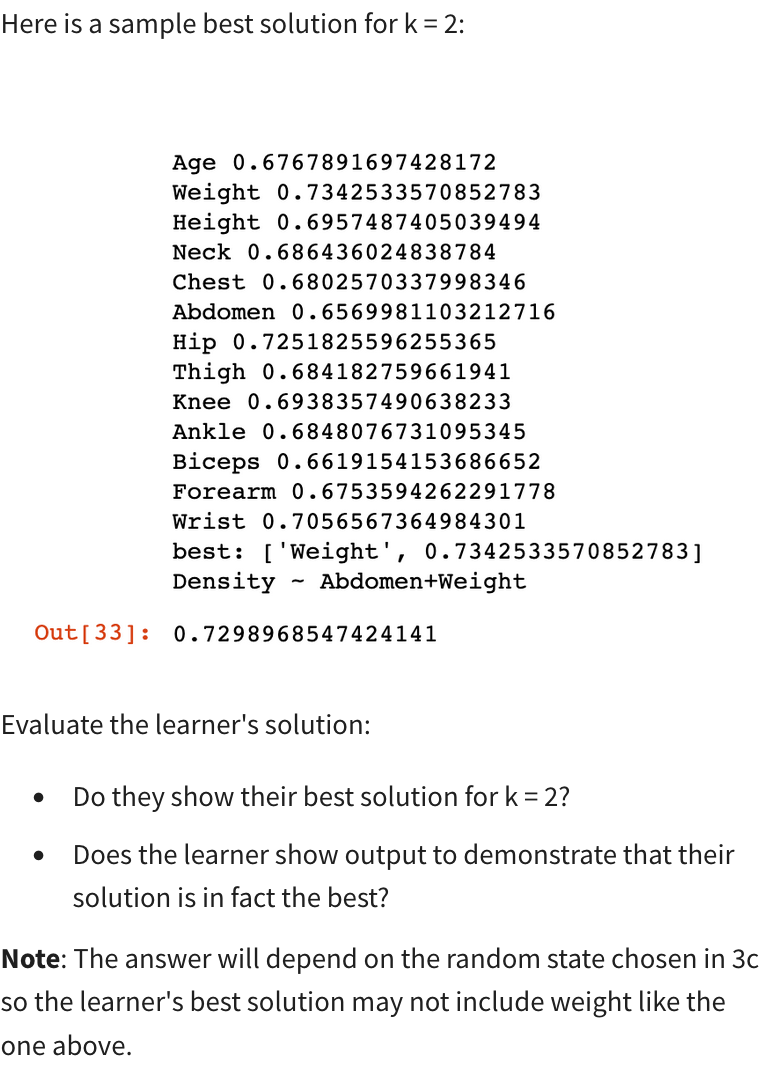 Here is a sample best solution for k = 2:
Age 0.6767891697428172
Weight 0.7342533570852783
Height 0.6957487405039494
Neck 0.686436024838784
Chest 0.6802570337998346
Abdomen 0.6569981103212716
Hip 0.7251825596255365
Thigh 0.684182759661941
Knee 0.6938357490638233
Ankle 0.6848076731095345
Biceps 0.6619154153686652
Forearm 0.6753594262291778
Wrist 0.7056567364984301
best: ['Weight', 0.7342533570852783]
Density ~ Abdomen+Weight
Out[33]: 0.7298968547424141
Evaluate the learner's solution:
• Do they show their best solution for k = 2?
• Does the learner show output to demonstrate that their
solution is in fact the best?
Note: The answer will depend on the random state chosen in 3c
so the learner's best solution may not include weight like the
one above.